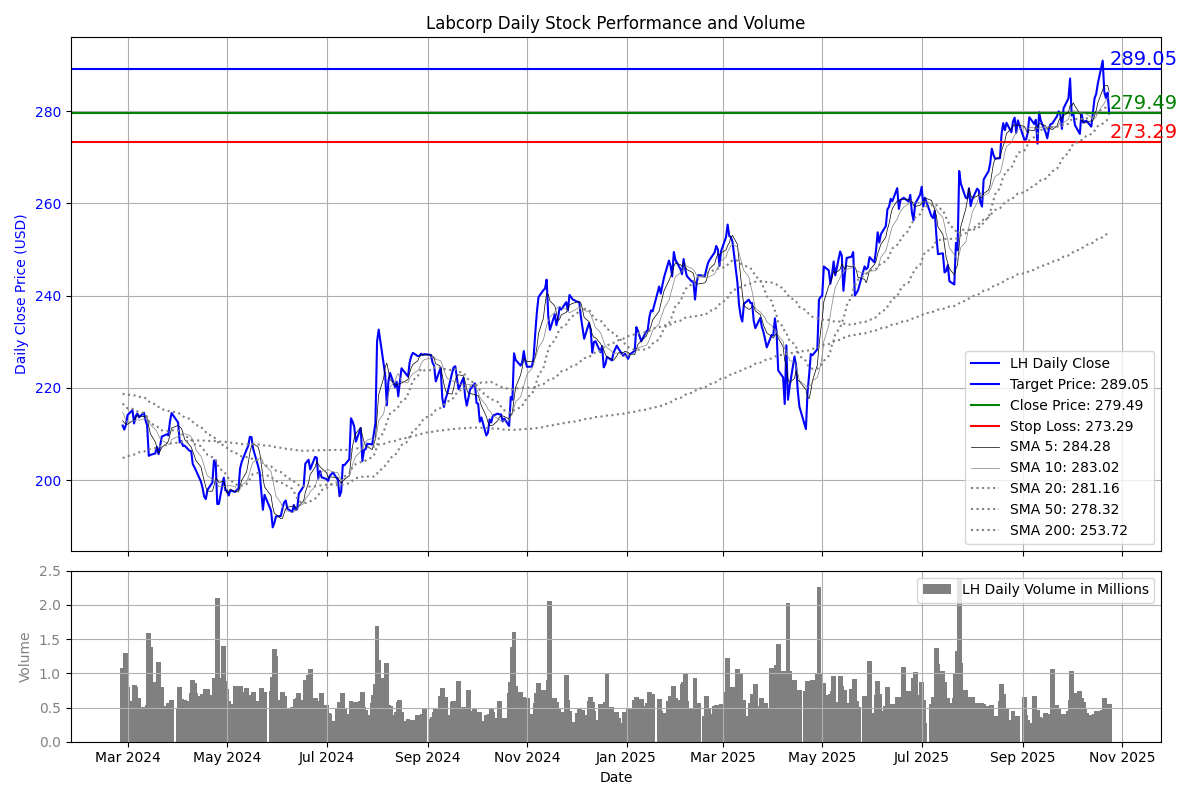 Labcorp Daily Stock Performance and Volume
289.05
279.49
273.29
280
260
240
220
200
Daily Close Price (USD)
LH Daily Close
Target Price: 289.05
Close Price: 279.49
Stop Loss: 273.29
SMA 5: 284.28
SMA 10: 283.02
SMA 20: 281.16
SMA 50: 278.32
SMA 200: 253.72
2.5
2.0
1.5
1.0
0.5
0.0
Volume
LH Daily Volume in Millions
Mar 2024 May 2024 Jul 2024 Sep 2024 Nov 2024 Jan 2025 Mar 2025 May 2025 Jul 2025 Sep 2025 Nov 2025
Date